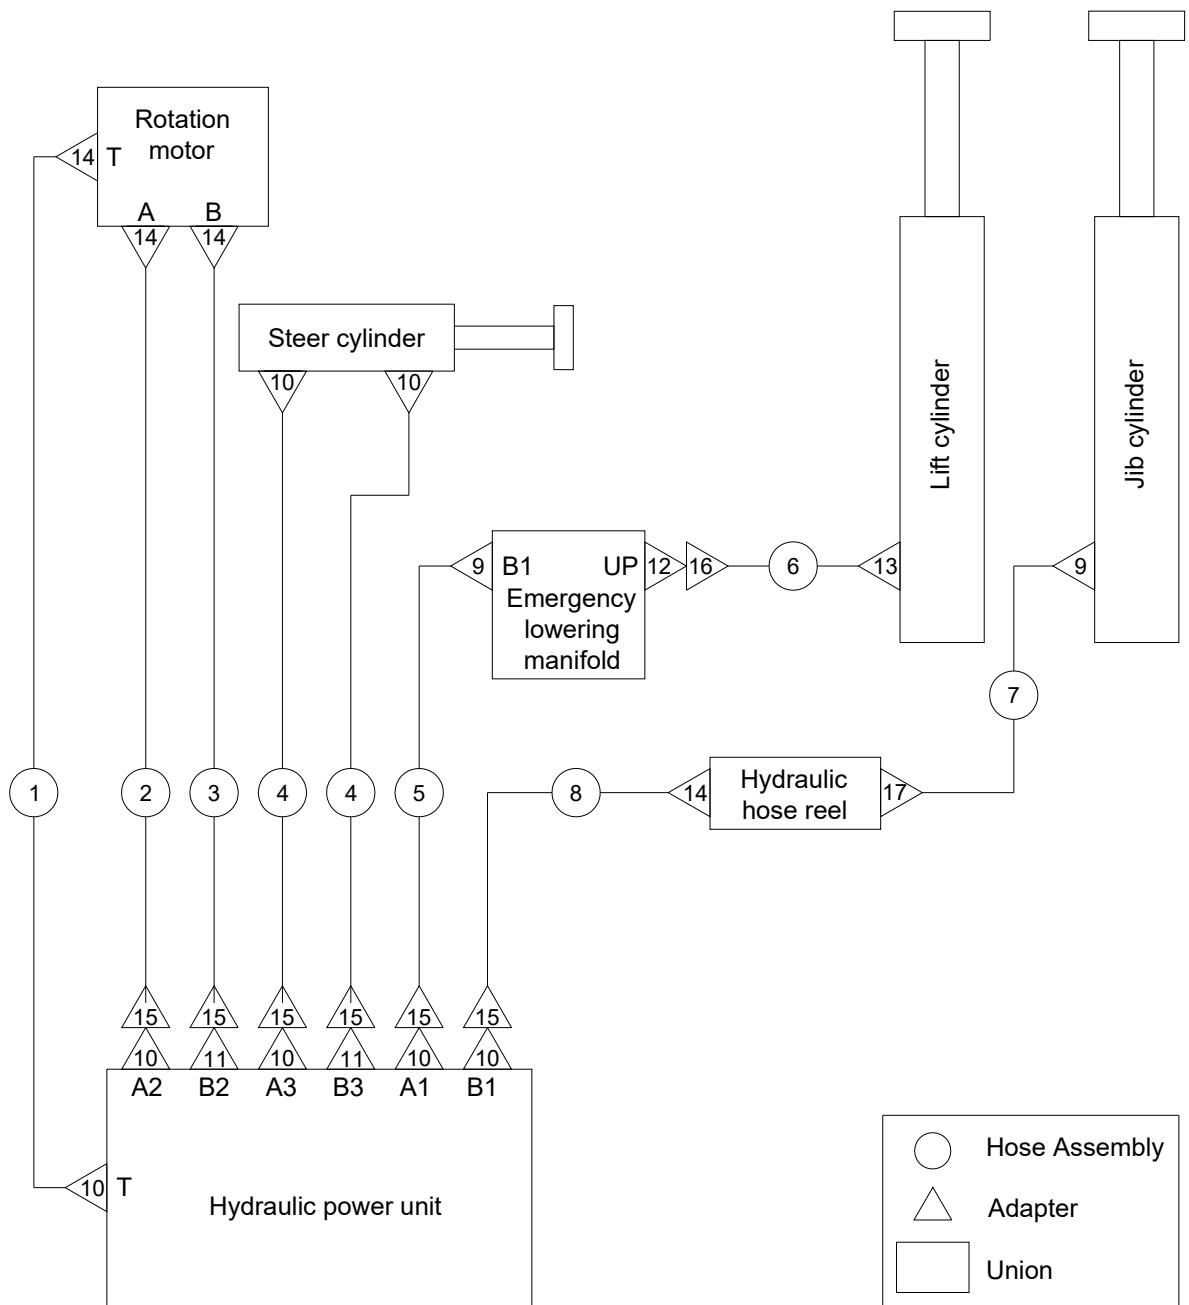 Rotation
motor
14 T
A B
14 14
Steer cylinder
10 10
Lift cylinder
Jib cylinder
9 B1 UP 12 16 6 13 9
Emergency
lowering
manifold
7
1 2 3 4 4 5 8 14 Hydraulic
hose reel 17
15 15 15 15 15 15
10 11 10 11 10 10
A2 B2 A3 B3 A1 B1
10 T
Hydraulic power unit
Hose Assembly
Adapter
Union